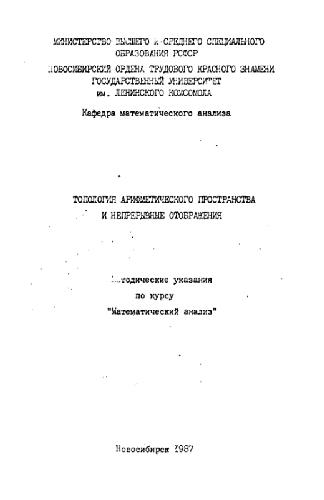 МИНИСТЕРСТВО ВЫСШЕГО И СРЕДНЕГО СПЕЦИАЛЬНОГО
ОБРАЗОВАНИЯ РСФСР
НОВОСИБИРСКИЙ ОРДЕНА ТРУДОВОГО КРАСНОГО ЗНАМЕНИ
ГОСУДАРСТВЕННЫЙ УНИВЕРСИТЕТ
им. ЛЕНИНСКОГО КОМСОМОЛА
Кафедра математического анализа
ТОПОЛОГИЯ АРИФМЕТИЧЕСКОГО ПРОСТРАНСТВА
И НЕПРЕРЫВНЫЕ ОТОБРАЖЕНИЯ
Методические указания
по курсу
"Математический анализ"
Новосибирск 1987